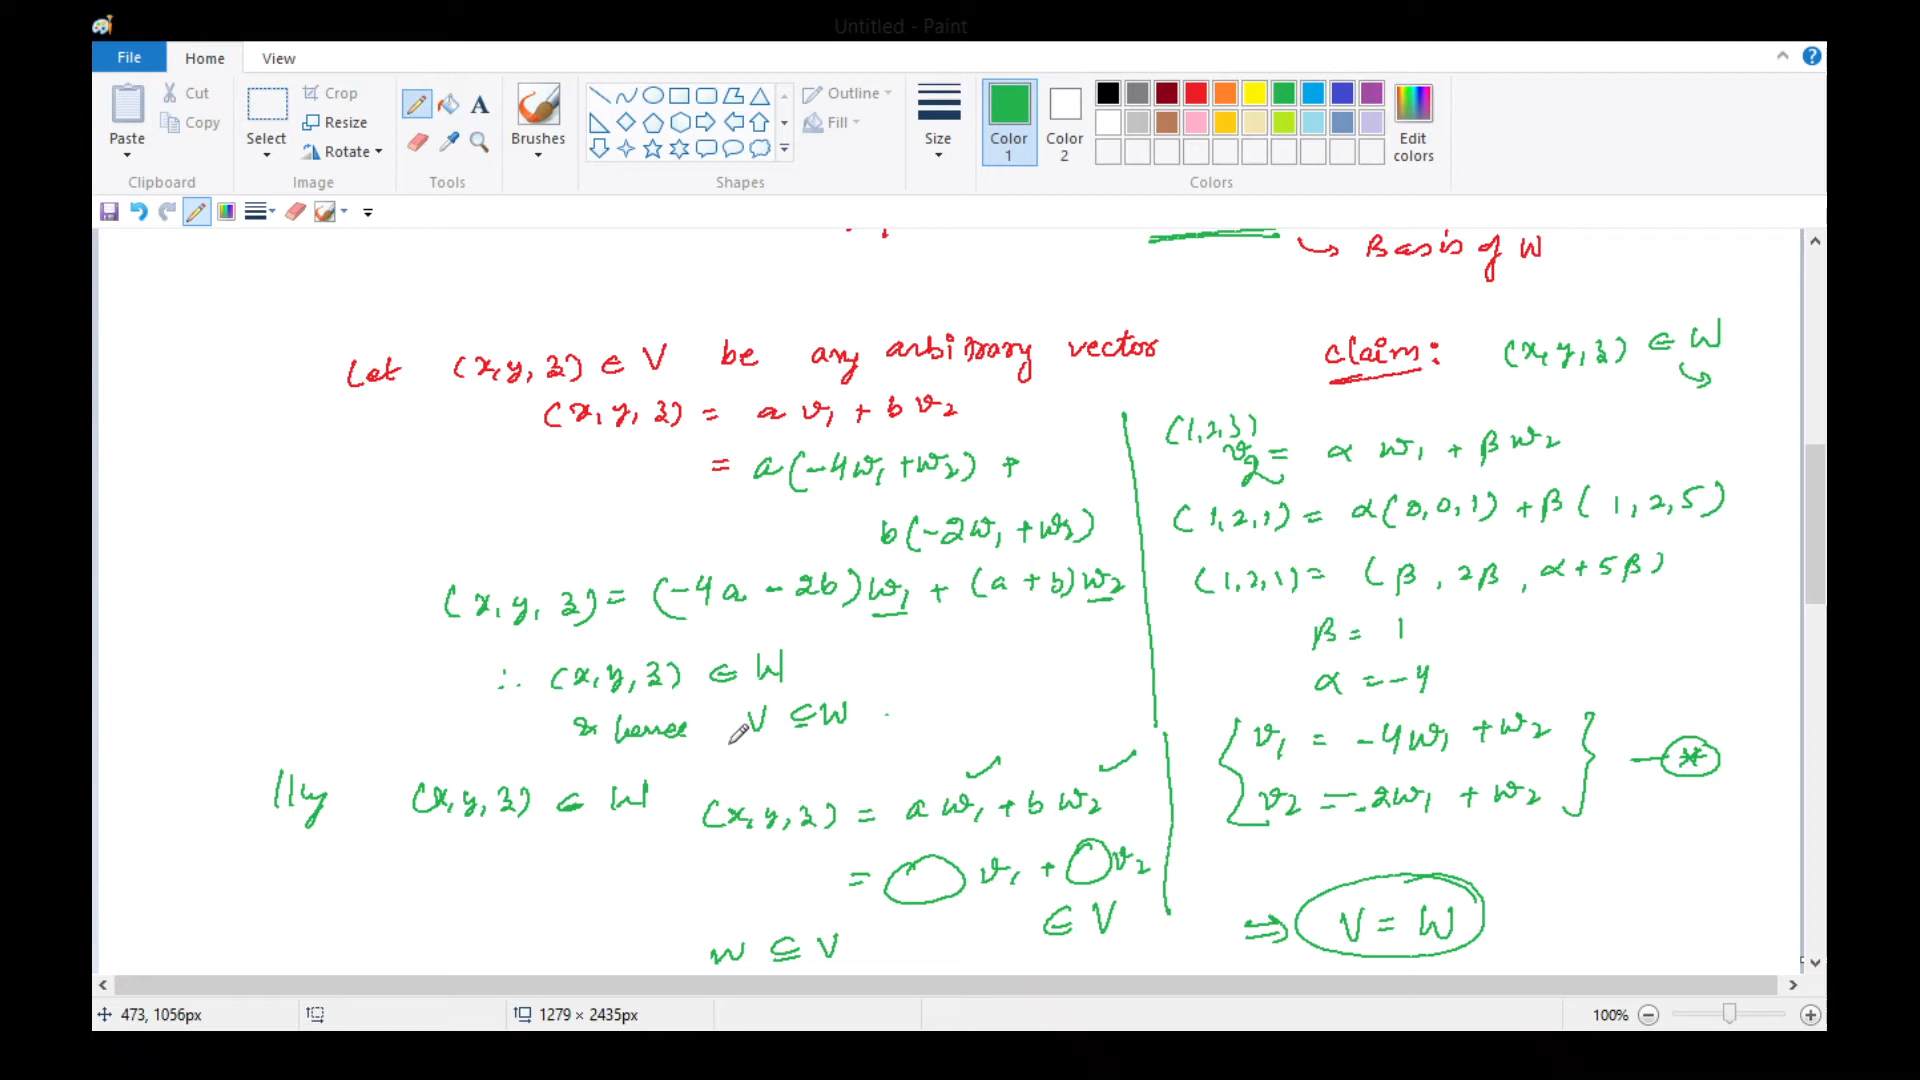 Untitled - Paint
File Home View
Paste Cut Copy Clipboard
Select Crop Resize Rotate Image
Tools
Brushes
Outline Fill Shapes
Size
Color 1 Color 2 Edit colors Colors
→ Basis of W
Let (x, y, z) ∈ V be any arbitrary vector
(x, y, z) = a v₁ + b v₂
= a(-4w₁ + w₂) +
b(-2w₁ + w₂)
(x, y, z) = (-4a - 2b)w₁ + (a + b)w₂
∴ (x, y, z) ∈ W
& hence V ⊆ W
llly (x, y, z) ∈ W (x, y, z) = a w₁ + b w₂
= v₁ + v₂
∈ V
W ⊆ V
Claim: (x, y, z) ∈ W
(1,2,3)
v₂ = α w₁ + β w₂
(1,2,1) = α(0,0,1) + β(1,2,5)
(1,2,1) = (β, 2β, α + 5β)
β = 1
α = -4
v₁ = -4w₁ + w₂
v₂ = -2w₁ + w₂ — *
⇒ V = W
473, 1056px 1279 × 2435px 100%